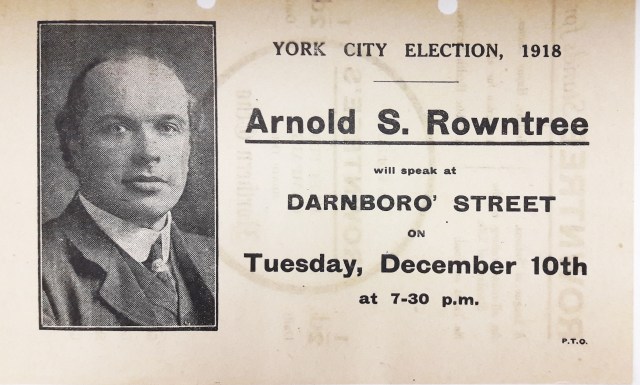 YORK CITY ELECTION, 1918
Arnold S. Rowntree
will speak at
DARNBORO' STREET
ON
Tuesday, December 10th
at 7-30 p.m.
P.T.O.